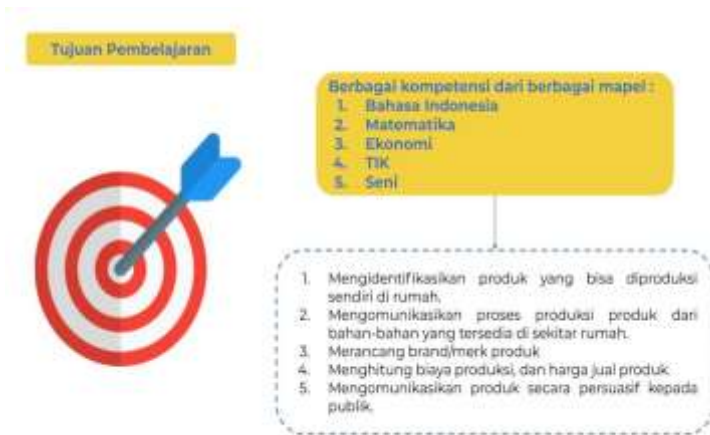 Tujuan Pembelajaran
Berbagai kompetensi dari berbagai mapel :
1. Bahasa Indonesia
2. Matematika
3. Ekonomi
4. TIK
5. Seni
1. Mengidentifikasikan produk yang bisa diproduksi
sendiri di rumah.
2. Mengomunikasikan proses produksi produk dari
bahan-bahan yang tersedia di sekitar rumah.
3. Merancang brand/merk produk
4. Menghitung biaya produksi, dan harga jual produk
5. Mengomunikasikan produk secara persuasif kepada
publik.